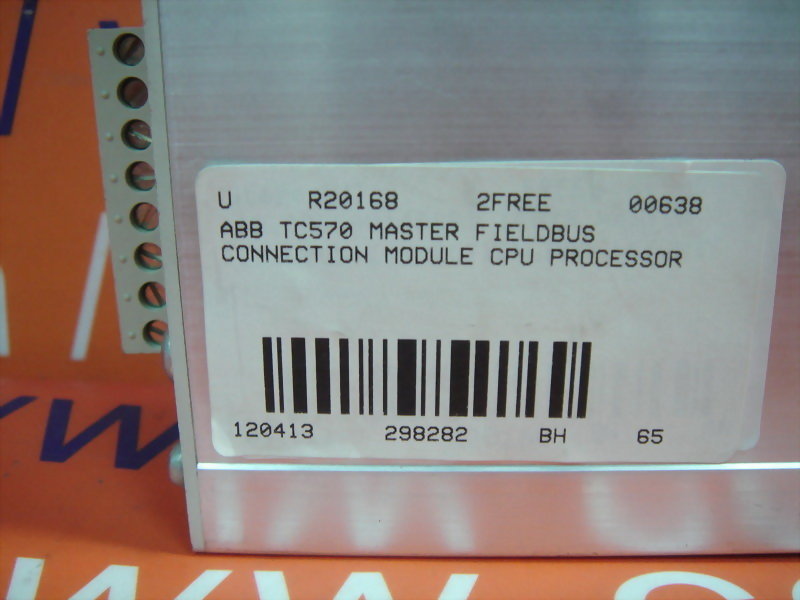 U R20168 2FREE 00638
ABB TC570 MASTER FIELDBUS
CONNECTION MODULE CPU PROCESSOR
120413 298282 BH 65